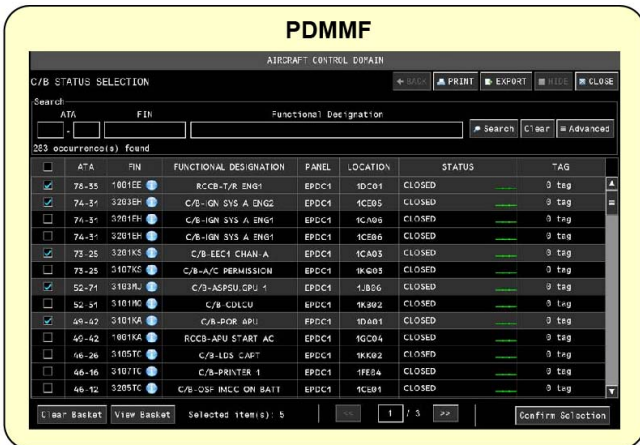 PDMMF
AIRCRAFT CONTROL DOMAIN
C/B STATUS SELECTION
BACK PRINT EXPORT HIDE CLOSE
Search
ATA FIN Functional Designation
- Search Clear Advanced
283 occurrence(s) found
ATA FIN FUNCTIONAL DESIGNATION PANEL LOCATION STATUS TAG
78-35 1001EE RCCB-T/R ENG1 EPDC1 1DC01 CLOSED 0 tag
74-31 3203EH C/B-IGN SYS A ENG2 EPDC1 1CE05 CLOSED 0 tag
74-31 3201EH C/B-IGN SYS A ENG1 EPDC1 1CA06 CLOSED 0 tag
74-31 3201EH C/B-IGN SYS A ENG1 EPDC1 1CE06 CLOSED 0 tag
73-25 3201KS C/B-EEC1 CHAN-A EPDC1 1CA03 CLOSED 0 tag
73-25 3107KS C/B-A/C PERMISSION EPDC1 CLOSED 0 tag
52-71 3103MJ C/B-ASPSU,CPU 1 EPDC1 1JB06 CLOSED 0 tag
52-51 3101MC C/B-CDLCU EPDC1 1KB02 CLOSED 0 tag
49-42 3101KA C/B-POR APU EPDC1 1DA01 CLOSED 0 tag
49-42 1001KA RCCB-APU START AC EPDC1 1GC04 CLOSED 0 tag
46-26 3105TC C/B-LDS CAPT EPDC1 1KK02 CLOSED 0 tag
46-16 3107TC C/B-PRINTER 1 EPDC1 1FE04 CLOSED 0 tag
46-12 3205TC C/B-OSF IMCC ON BATT EPDC1 1CE01 CLOSED 0 tag
Clear Basket View Basket Selected item(s): 5 << 1 / 3 >> Confirm Selection